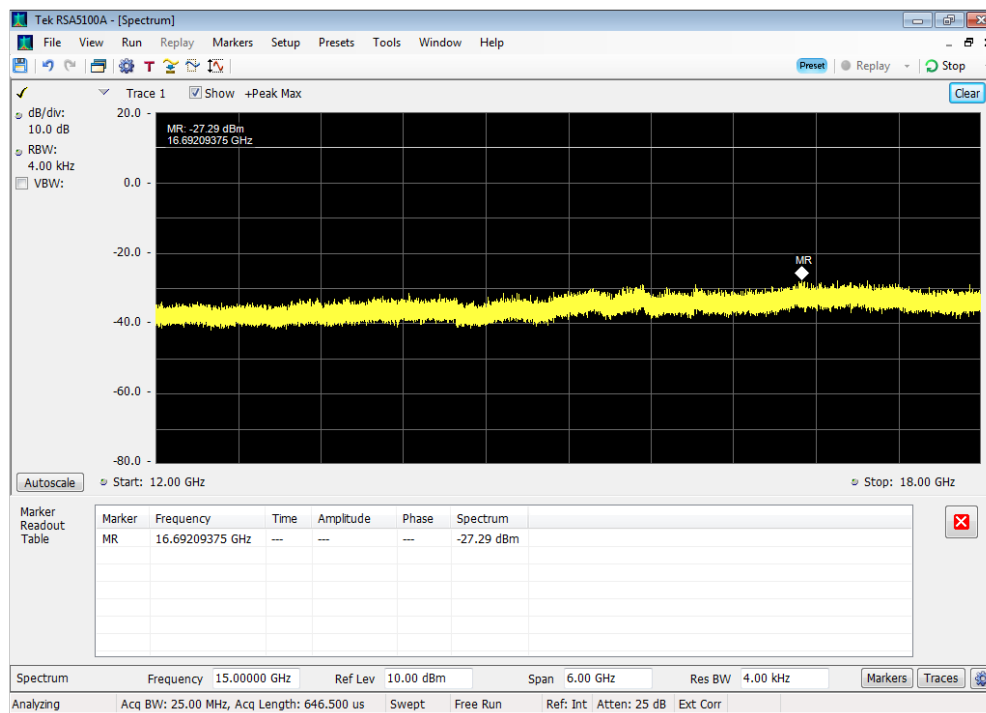 Tek RSA5100A - [Spectrum]
File View Run Replay Markers Setup Presets Tools Window Help
T Preset Replay Stop
Trace 1 Show +Peak Max Clear
dB/div:
10.0 dB
RBW:
4.00 kHz
VBW:
20.0 -
0.0 -
-20.0 -
-40.0 -
-60.0 -
-80.0 -
MR: -27.29 dBm
16.69209375 GHz
MR
Autoscale Start: 12.00 GHz Stop: 18.00 GHz
Marker
Readout
Table
Marker Frequency Time Amplitude Phase Spectrum
MR 16.69209375 GHz --- --- --- -27.29 dBm
Spectrum Frequency 15.00000 GHz Ref Lev 10.00 dBm Span 6.00 GHz Res BW 4.00 kHz Markers Traces
Analyzing Acq BW: 25.00 MHz, Acq Length: 646.500 us Swept Free Run Ref: Int Atten: 25 dB Ext Corr